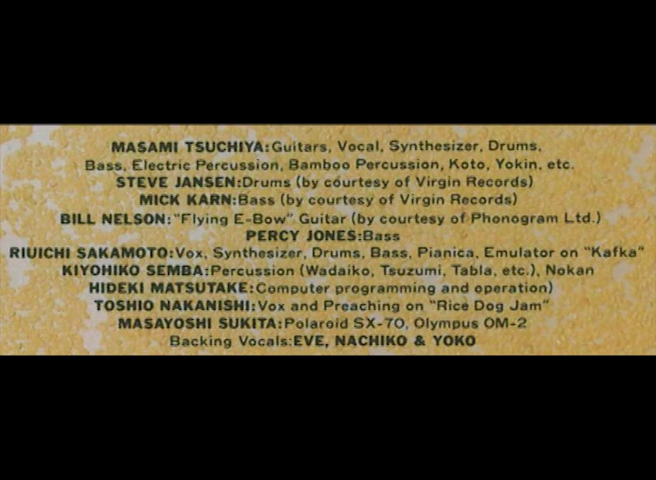 MASAMI TSUCHIYA:Guitars, Vocal, Synthesizer, Drums,
Bass, Electric Percussion, Bamboo Percussion, Koto, Yokin, etc.
STEVE JANSEN:Drums (by courtesy of Virgin Records)
MICK KARN:Bass (by courtesy of Virgin Records)
BILL NELSON:"Flying E-Bow" Guitar (by courtesy of Phonogram Ltd.)
PERCY JONES:Bass
RIUICHI SAKAMOTO:Vox, Synthesizer, Drums, Bass, Pianica, Emulator on "Kafka"
KIYOHIKO SEMBA:Percussion (Wadaiko, Tsuzumi, Tabla, etc.), Nokan
HIDEKI MATSUTAKE:Computer programming and operation)
TOSHIO NAKANISHI:Vox and Preaching on "Rice Dog Jam"
MASAYOSHI SUKITA:Polaroid SX-70, Olympus OM-2
Backing Vocals:EVE, NACHIKO & YOKO